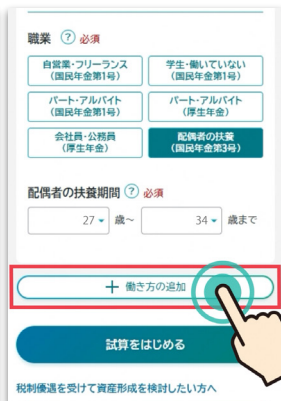 職業 ? 必須
自営業・フリーランス
(国民年金第1号)
学生・働いていない
(国民年金第1号)
パート・アルバイト
(国民年金第1号)
パート・アルバイト
(厚生年金)
会社員・公務員
(厚生年金)
配偶者の扶養
(国民年金第3号)
配偶者の扶養期間 ? 必須
27 歳～ 34 歳まで
+ 働き方の追加
試算をはじめる
税制優遇を受けて資産形成を検討したい方へ